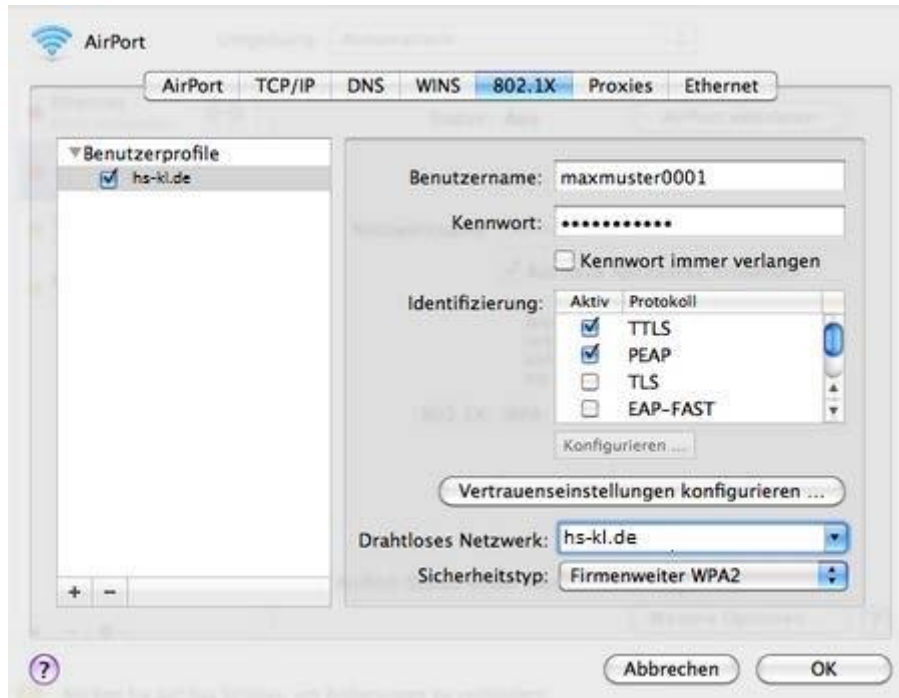 AirPort
AirPort TCP/IP DNS WINS 802.1X Proxies Ethernet
Benutzerprofile
hs-kl.de
Benutzername: maxmuster0001
Kennwort: •••••••••••
Kennwort immer verlangen
Identifizierung: Aktiv Protokoll
TTLS
PEAP
TLS
EAP-FAST
Konfigurieren ...
Vertrauenseinstellungen konfigurieren ...
Drahtloses Netzwerk: hs-kl.de
Sicherheitstyp: Firmenweiter WPA2
+ −
? Abbrechen OK